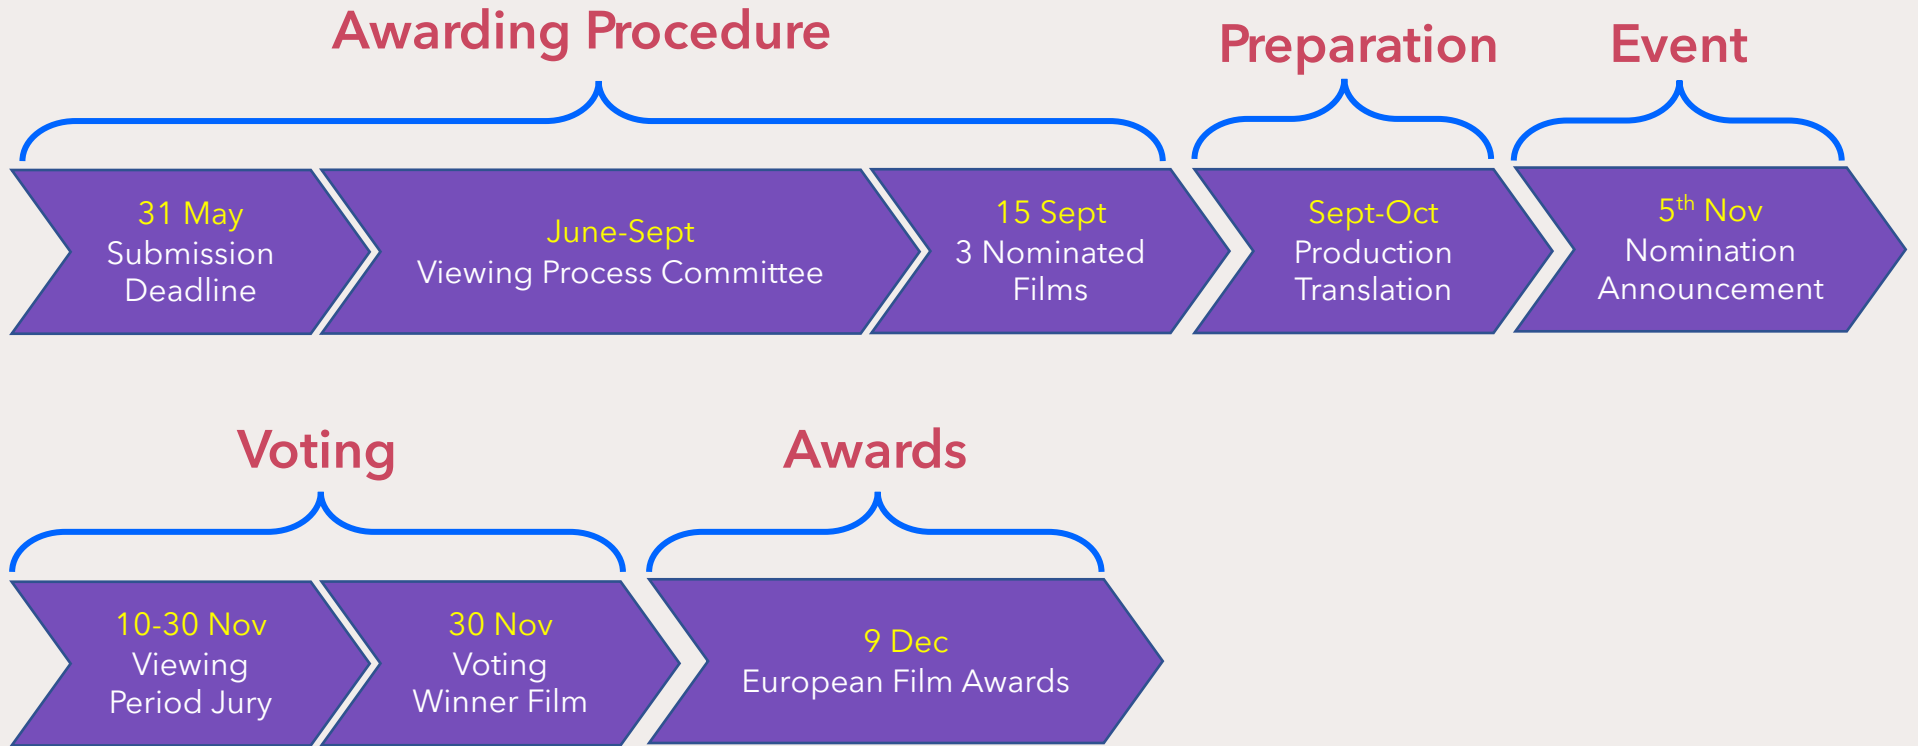 Awarding Procedure
Preparation
Event
31 May
Submission
Deadline
June-Sept
Viewing Process Committee
15 Sept
3 Nominated
Films
Sept-Oct
Production
Translation
5th Nov
Nomination
Announcement
Voting
Awards
10-30 Nov
Viewing
Period Jury
30 Nov
Voting
Winner Film
9 Dec
European Film Awards